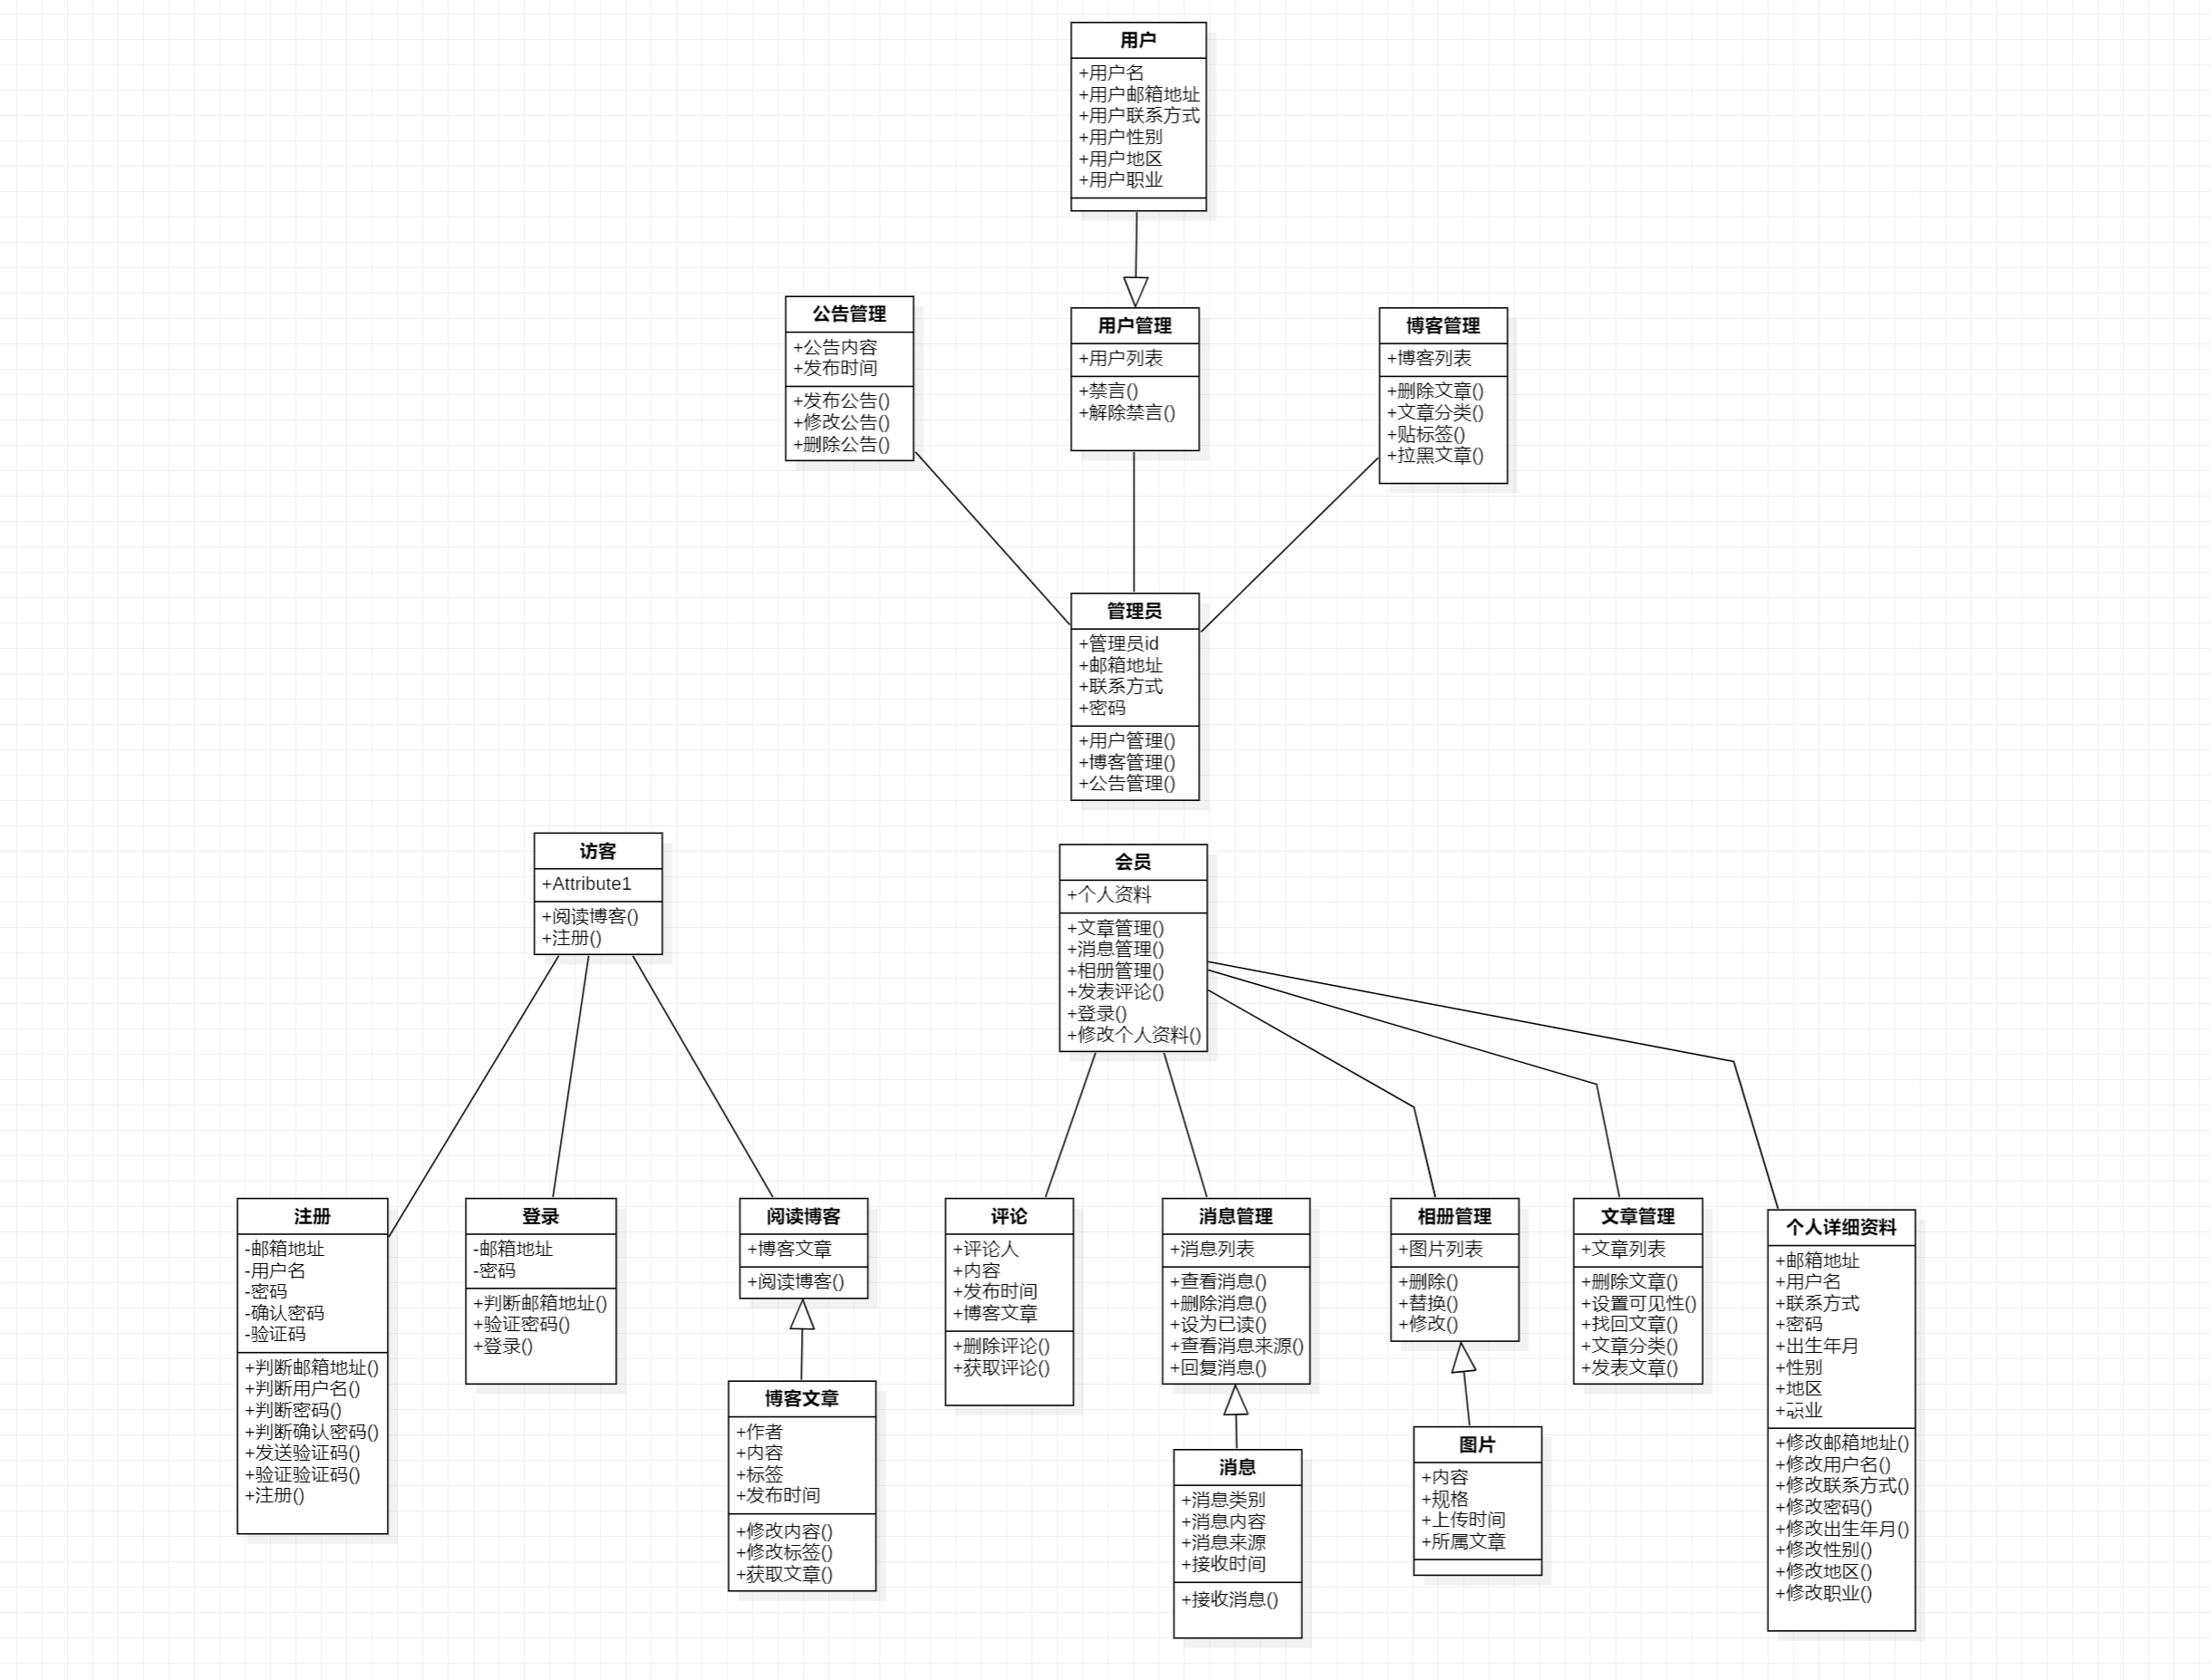 用户
+用户名
+用户邮箱地址
+用户联系方式
+用户性别
+用户地区
+用户职业
公告管理
+公告内容
+发布时间
+发布公告()
+修改公告()
+删除公告()
用户管理
+用户列表
+禁言()
+解除禁言()
博客管理
+博客列表
+删除文章()
+文章分类()
+贴标签()
+拉黑文章()
管理员
+管理员id
+邮箱地址
+联系方式
+密码
+用户管理()
+博客管理()
+公告管理()
访客
+Attribute1
+阅读博客()
+注册()
会员
+个人资料
+文章管理()
+消息管理()
+相册管理()
+发表评论()
+登录()
+修改个人资料()
注册
-邮箱地址
-用户名
-密码
-确认密码
-验证码
+判断邮箱地址()
+判断用户名()
+判断密码()
+判断确认密码()
+发送验证码()
+验证验证码()
+注册()
登录
-邮箱地址
-密码
+判断邮箱地址()
+验证密码()
+登录()
阅读博客
+博客文章
+阅读博客()
博客文章
+作者
+内容
+标签
+发布时间
+修改内容()
+修改标签()
+获取文章()
评论
+评论人
+内容
+发布时间
+博客文章
+删除评论()
+获取评论()
消息管理
+消息列表
+查看消息()
+删除消息()
+设为已读()
+查看消息来源()
+回复消息()
消息
+消息类别
+消息内容
+消息来源
+接收时间
+接收消息()
相册管理
+图片列表
+删除()
+替换()
+修改()
图片
+内容
+规格
+上传时间
+所属文章
文章管理
+文章列表
+删除文章()
+设置可见性()
+找回文章()
+文章分类()
+发表文章()
个人详细资料
+邮箱地址
+用户名
+联系方式
+密码
+出生年月
+性别
+地区
+职业
+修改邮箱地址()
+修改用户名()
+修改联系方式()
+修改密码()
+修改出生年月()
+修改性别()
+修改地区()
+修改职业()